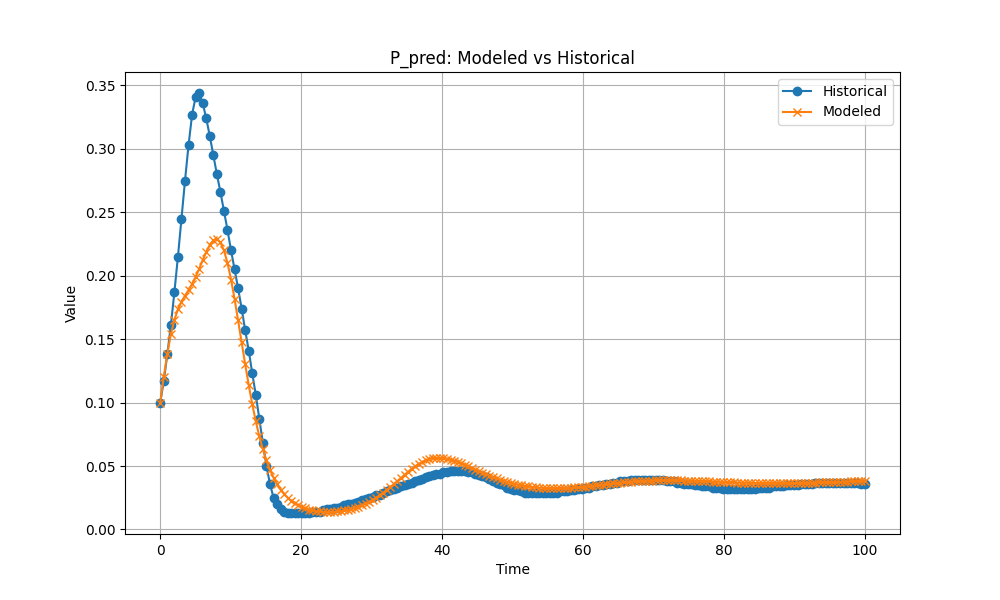 P_pred: Modeled vs Historical
Historical
Modeled
0.35
0.30
0.25
0.20
0.15
0.10
0.05
0.00
Value
0 20 40 60 80 100
Time